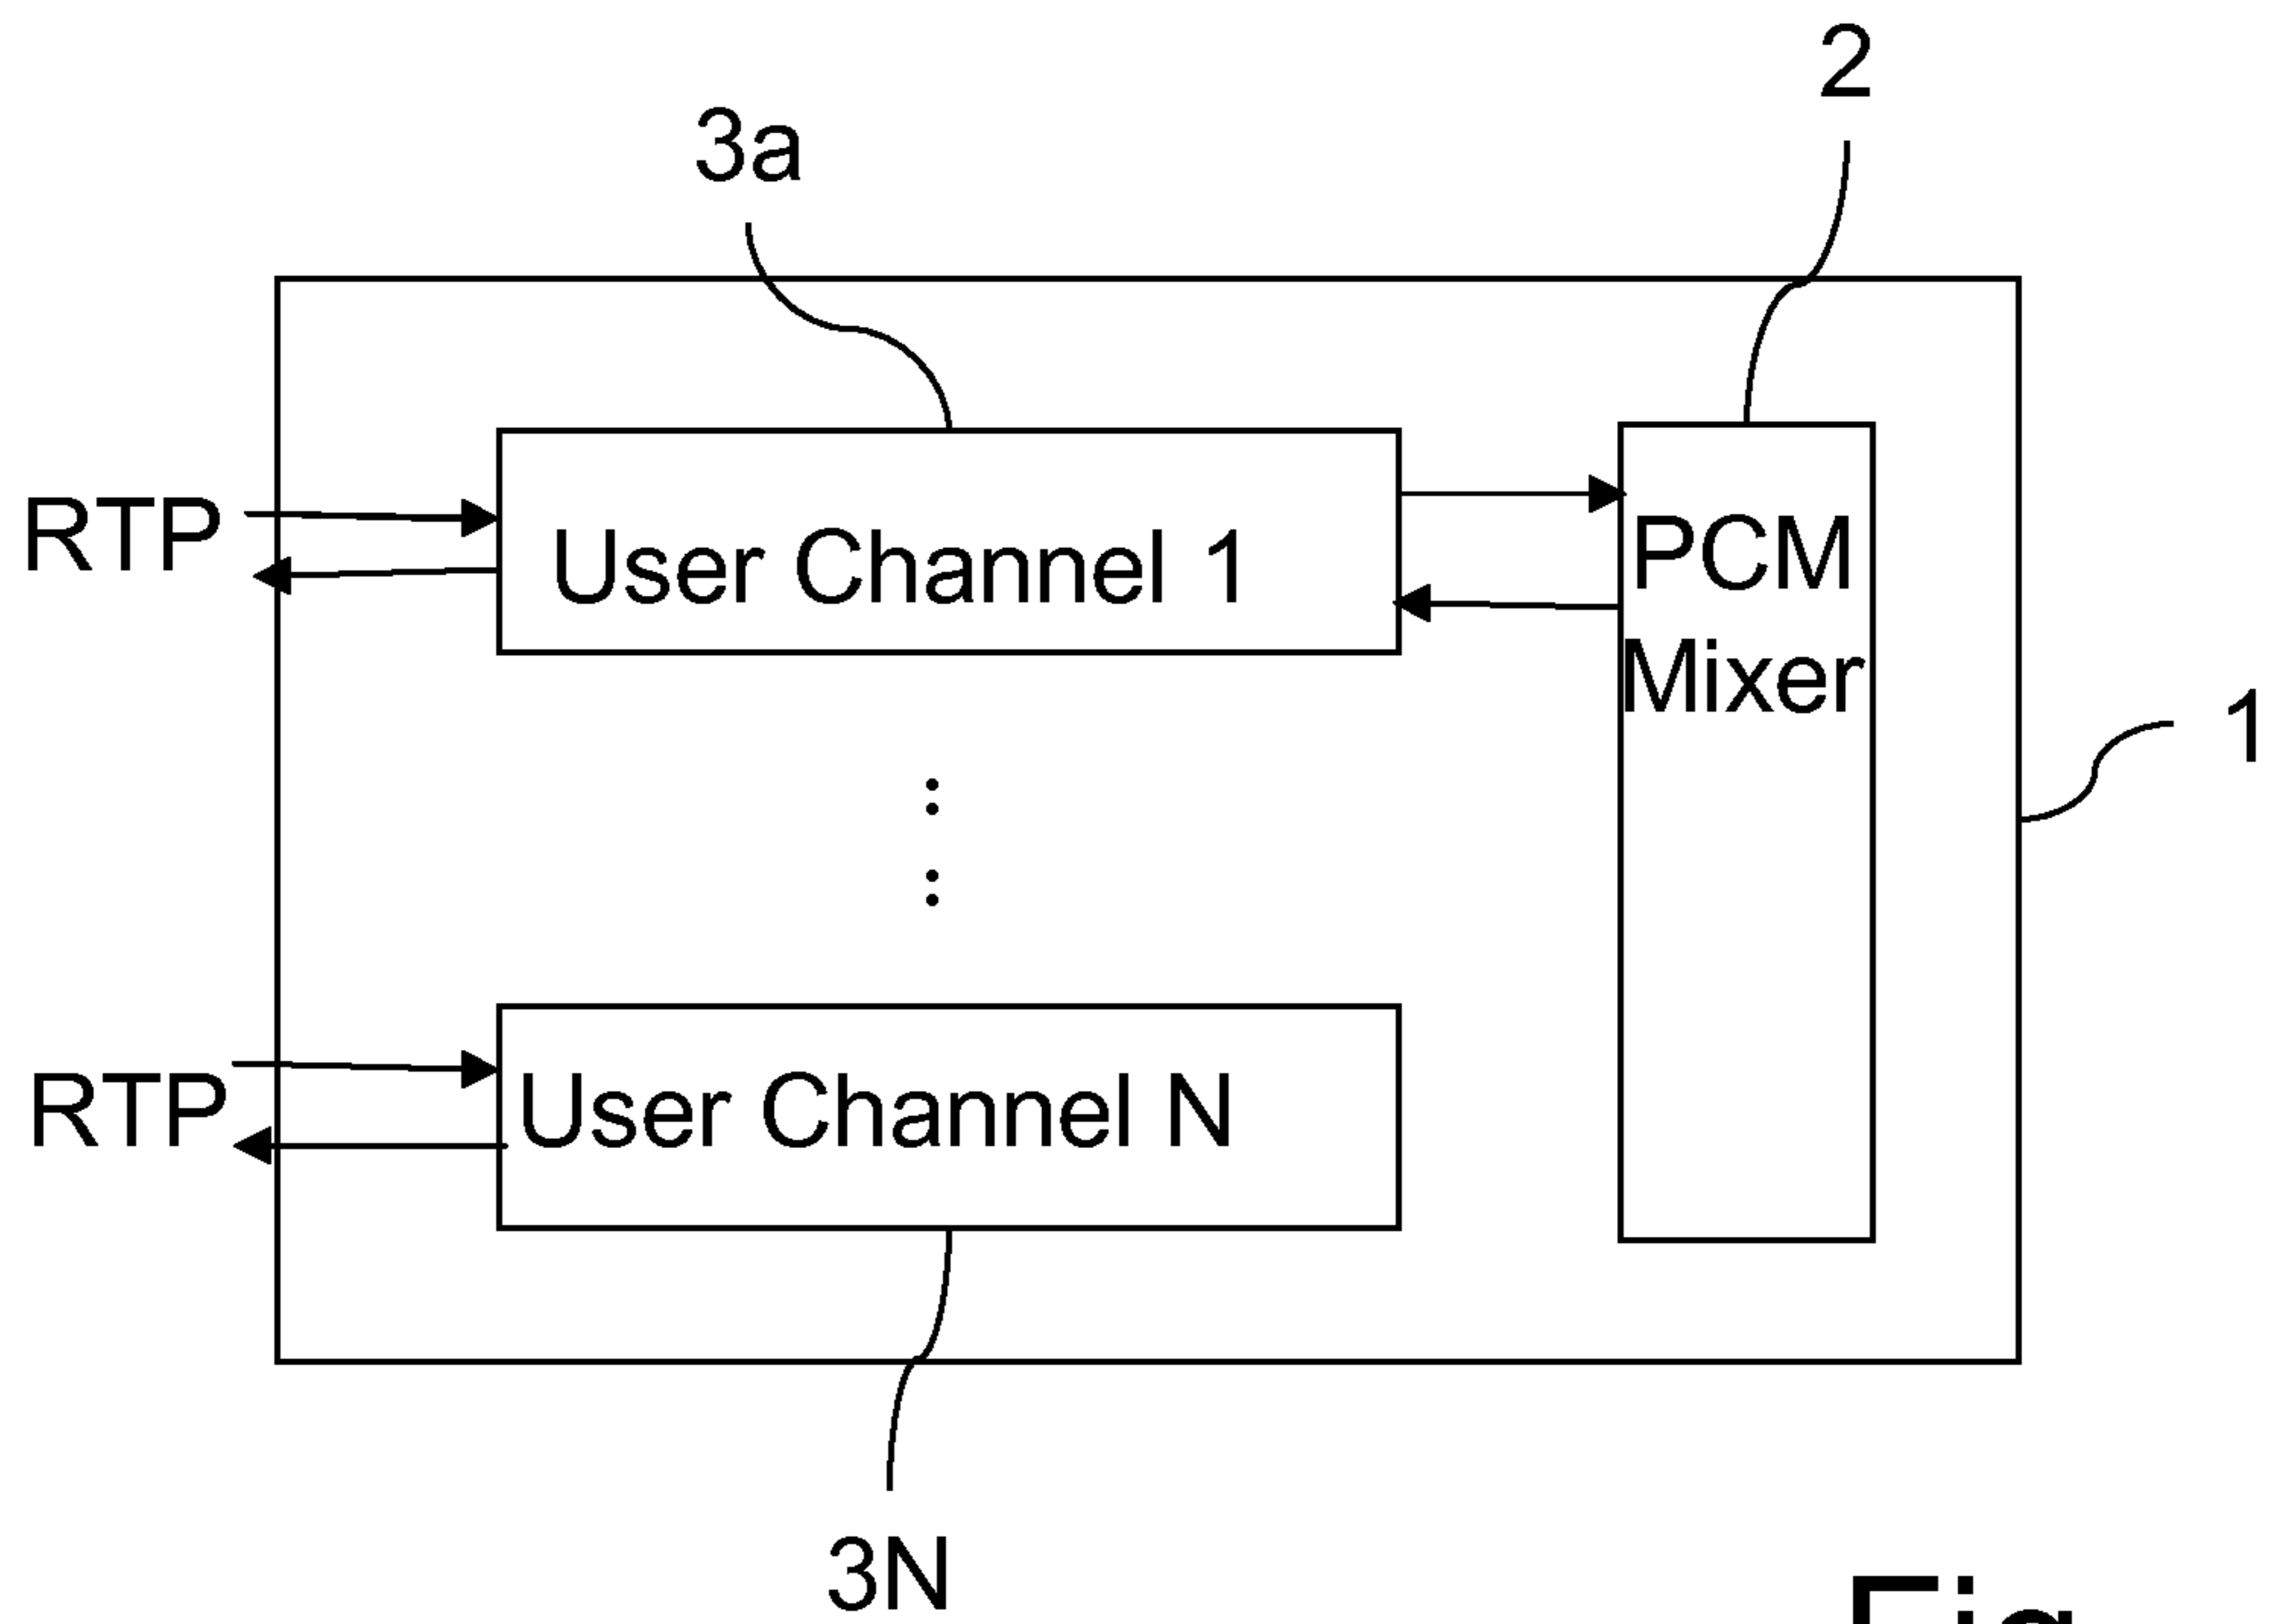 2
3a
RTP
User Channel 1
PCM
Mixer
1
RTP
User Channel N
3N